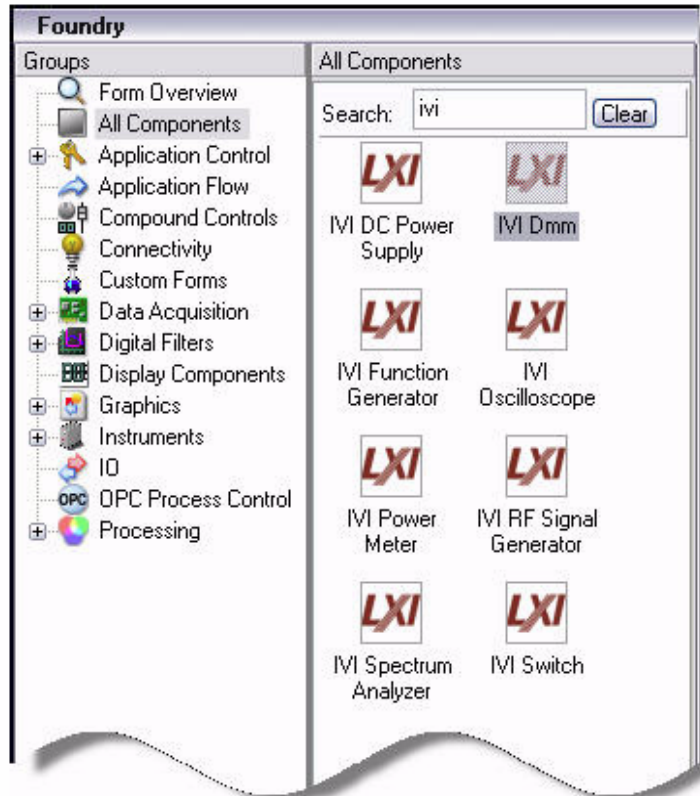 Foundry
Groups
Form Overview
All Components
Application Control
Application Flow
Compound Controls
Connectivity
Custom Forms
Data Acquisition
Digital Filters
Display Components
Graphics
Instruments
IO
OPC
OPC Process Control
Processing
All Components
Search: ivi Clear
LXI
IVI DC Power
Supply
LXI
IVI Dmm
LXI
IVI Function
Generator
LXI
IVI
Oscilloscope
LXI
IVI Power
Meter
LXI
IVI RF Signal
Generator
LXI
IVI Spectrum
Analyzer
LXI
IVI Switch